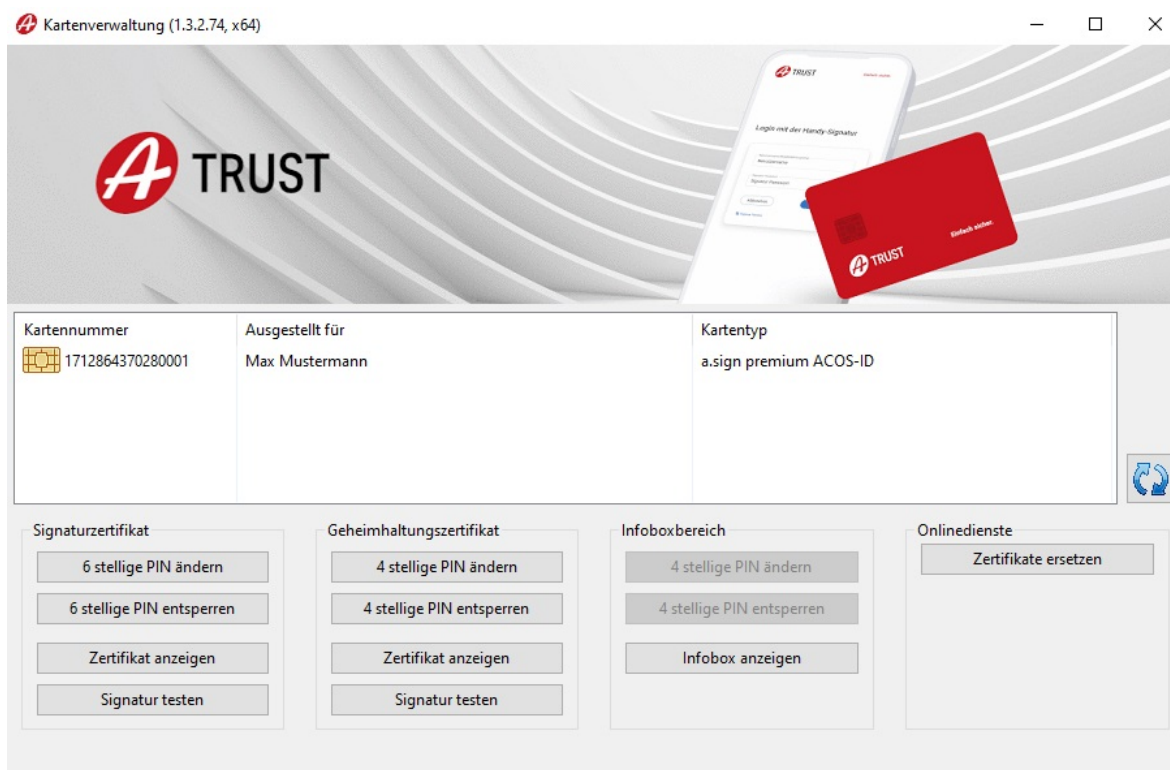 Kartenverwaltung (1.3.2.74, x64)
A TRUST
A TRUST
Login mit der Handy-Signatur
Signatur Passwort
A TRUST
Einfach sicher.
Kartennummer
Ausgestellt für
Kartentyp
1712864370280001
Max Mustermann
a.sign premium ACOS-ID
Signaturzertifikat
6 stellige PIN ändern
6 stellige PIN entsperren
Zertifikat anzeigen
Signatur testen
Geheimhaltungszertifikat
4 stellige PIN ändern
4 stellige PIN entsperren
Zertifikat anzeigen
Signatur testen
Infoboxbereich
4 stellige PIN ändern
4 stellige PIN entsperren
Infobox anzeigen
Onlinedienste
Zertifikate ersetzen